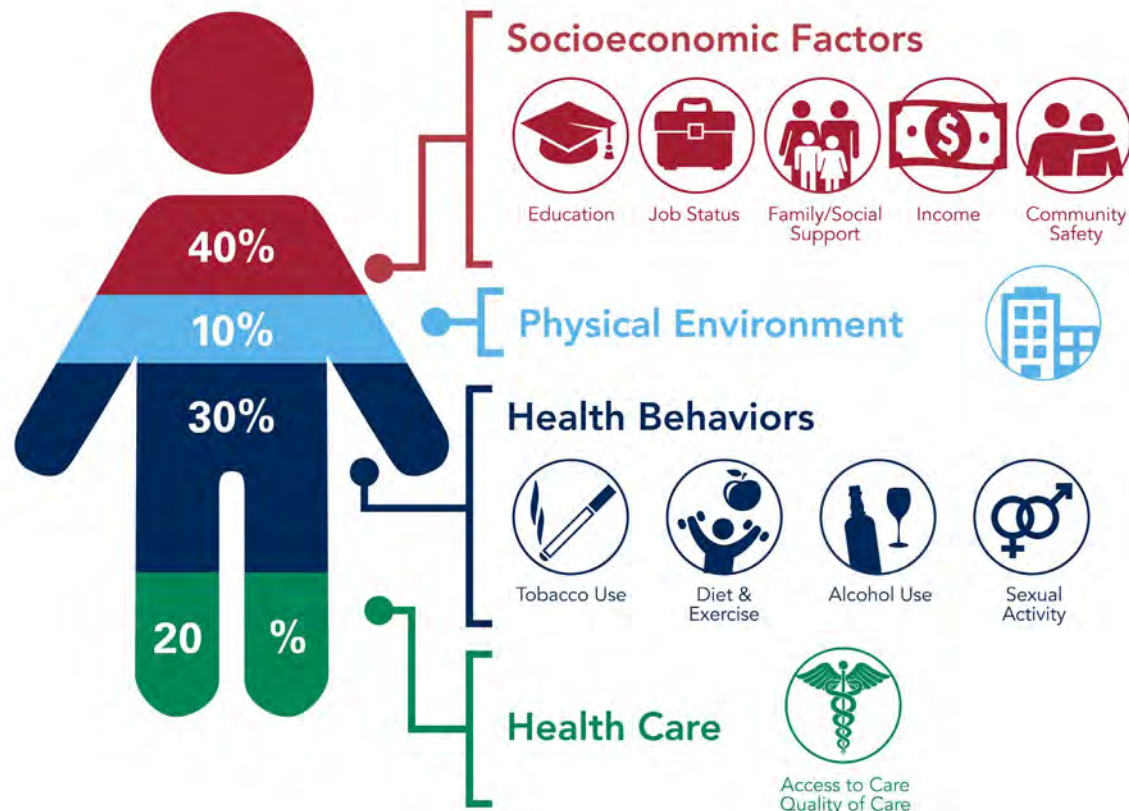 Socioeconomic Factors
$
Education
Job Status
Family/Social
Support
Income
Community
Safety
40%
10%
Physical Environment
30%
Health Behaviors
Tobacco Use
Diet &
Exercise
Alcohol Use
Sexual
Activity
20 %
Health Care
Access to Care
Quality of Care